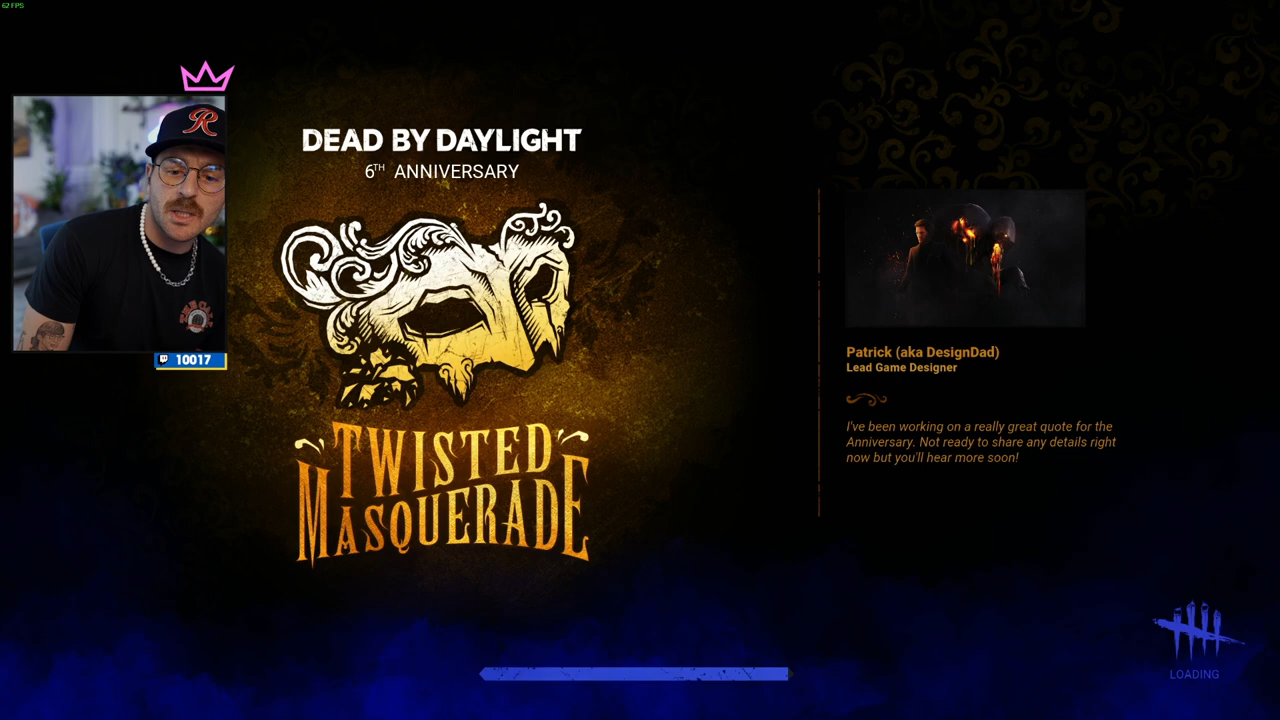 62 FPS
R
10017
DEAD BY DAYLIGHT
6TH ANNIVERSARY
TWISTED
MASQUERADE
Patrick (aka DesignDad)
Lead Game Designer
I've been working on a really great quote for the
Anniversary. Not ready to share any details right
now but you'll hear more soon!
LOADING